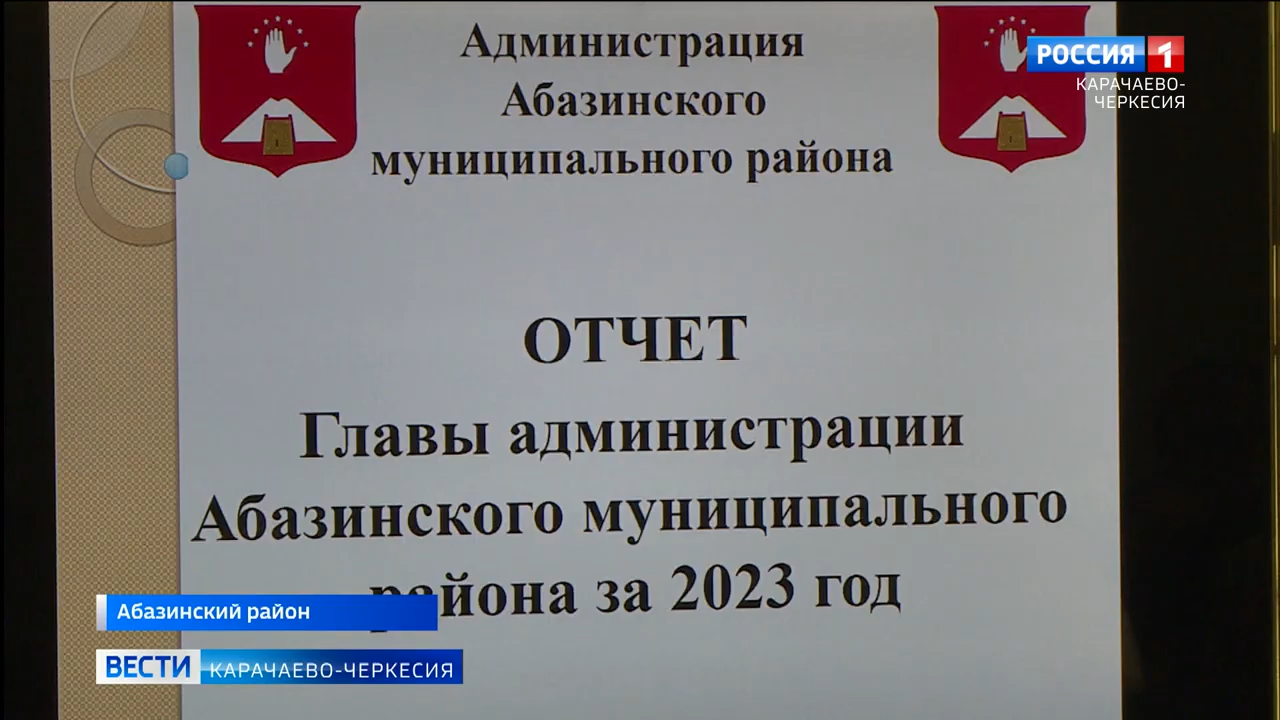 Администрация
Абазинского
муниципального района
РОССИЯ 1
КАРАЧАЕВО-
ЧЕРКЕСИЯ
ОТЧЕТ
Главы администрации
Абазинского муниципального
района за 2023 год
Абазинский район
ВЕСТИ КАРАЧАЕВО-ЧЕРКЕСИЯ